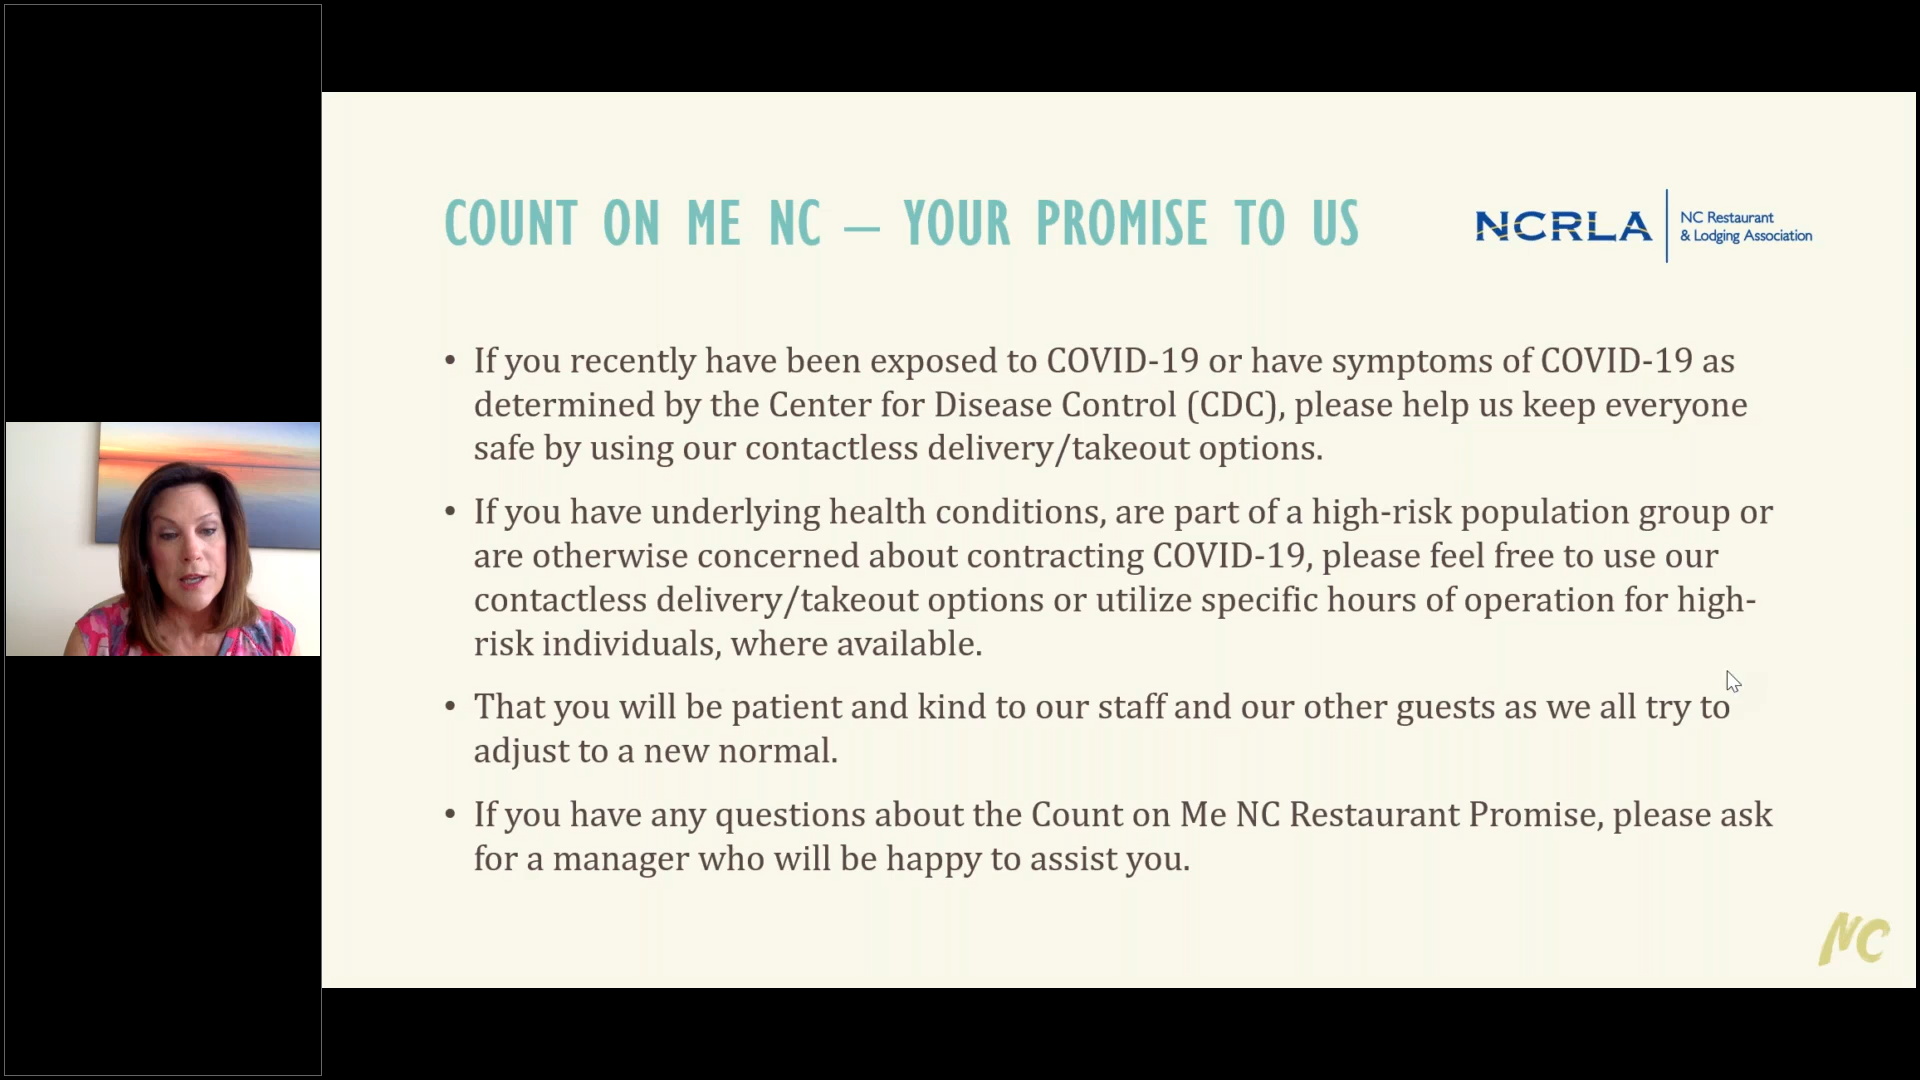 COUNT ON ME NC — YOUR PROMISE TO US
NCRLA
NC Restaurant
& Lodging Association
• If you recently have been exposed to COVID-19 or have symptoms of COVID-19 as
determined by the Center for Disease Control (CDC), please help us keep everyone
safe by using our contactless delivery/takeout options.
• If you have underlying health conditions, are part of a high-risk population group or
are otherwise concerned about contracting COVID-19, please feel free to use our
contactless delivery/takeout options or utilize specific hours of operation for high-
risk individuals, where available.
• That you will be patient and kind to our staff and our other guests as we all try to
adjust to a new normal.
• If you have any questions about the Count on Me NC Restaurant Promise, please ask
for a manager who will be happy to assist you.
NC